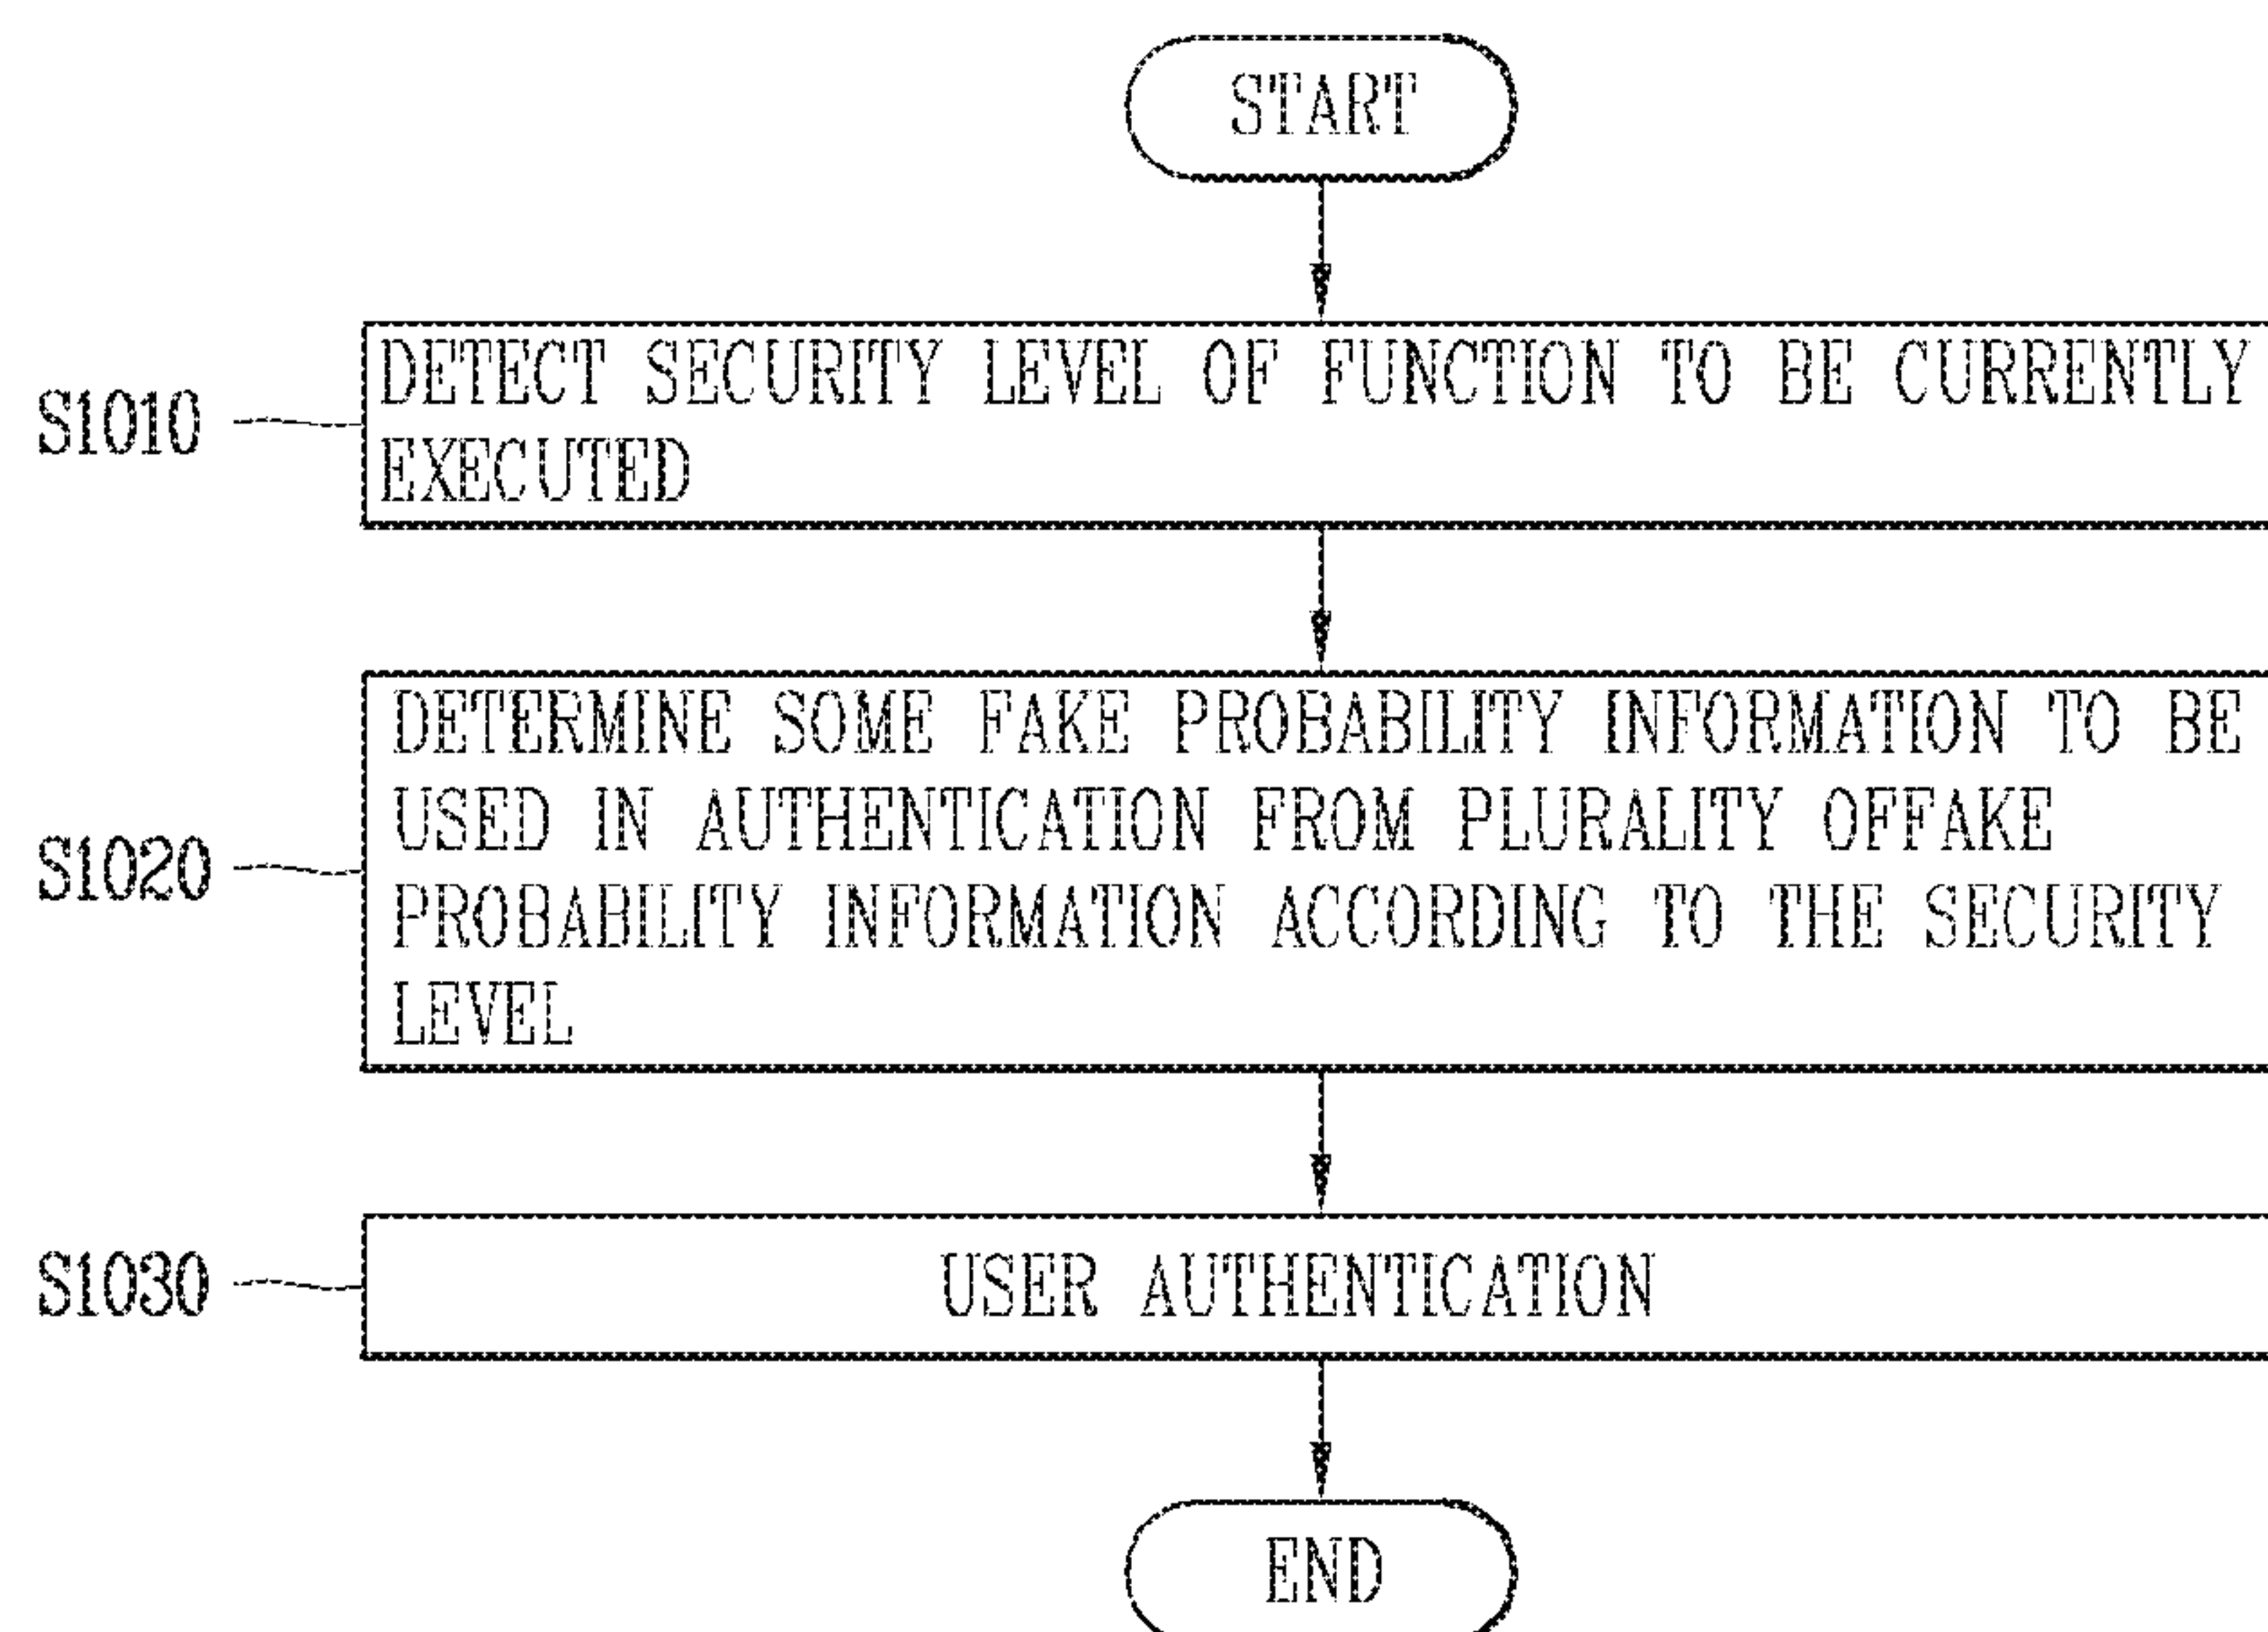 START
S1010
DETECT SECURITY LEVEL OF FUNCTION TO BE CURRENTLY
EXECUTED
S1020
DETERMINE SOME FAKE PROBABILITY INFORMATION TO BE
USED IN AUTHENTICATION FROM PLURALITY OFFAKE
PROBABILITY INFORMATION ACCORDING TO THE SECURITY
LEVEL
S1030
USER AUTHENTICATION
END